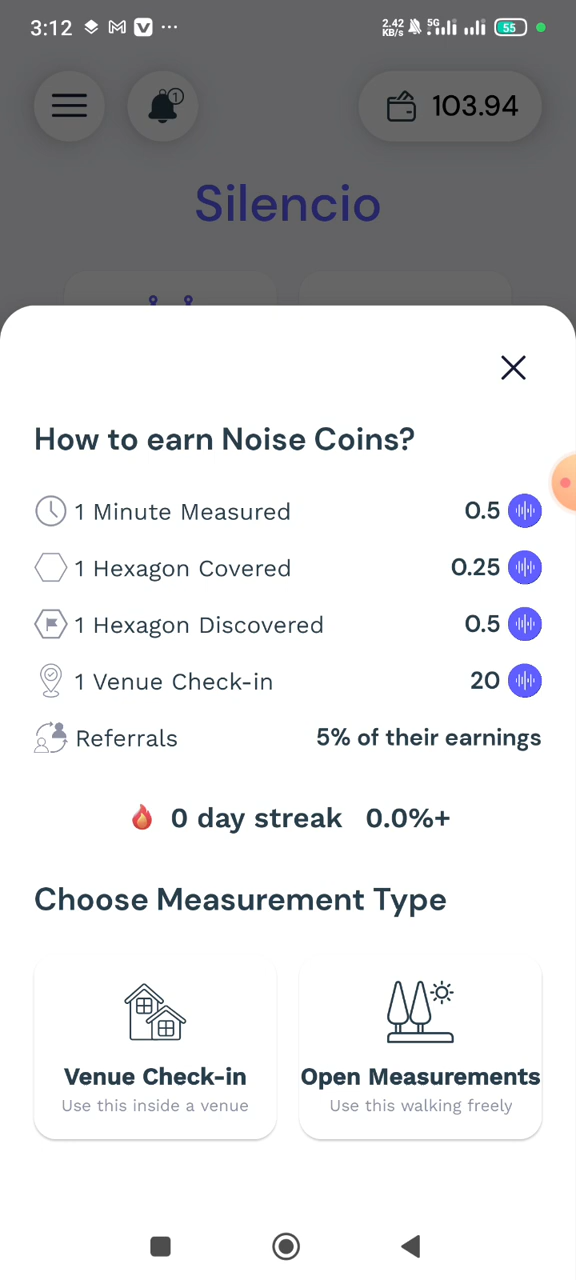 3:12
2.42
KB/s
5G
55
1
103.94
Silencio
How to earn Noise Coins?
1 Minute Measured 0.5
1 Hexagon Covered 0.25
1 Hexagon Discovered 0.5
1 Venue Check-in 20
Referrals 5% of their earnings
0 day streak 0.0%+
Choose Measurement Type
Venue Check-in
Use this inside a venue
Open Measurements
Use this walking freely